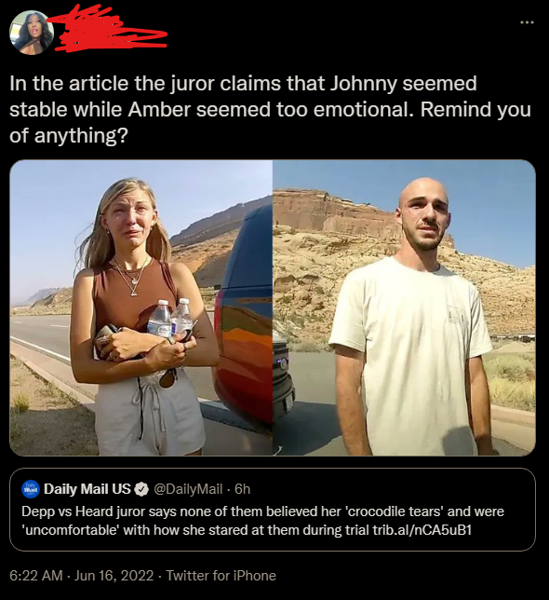 In the article the juror claims that Johnny seemed
stable while Amber seemed too emotional. Remind you
of anything?
Daily Mail US @DailyMail · 6h
Depp vs Heard juror says none of them believed her 'crocodile tears' and were
'uncomfortable' with how she stared at them during trial trib.al/nCA5uB1
6:22 AM · Jun 16, 2022 · Twitter for iPhone